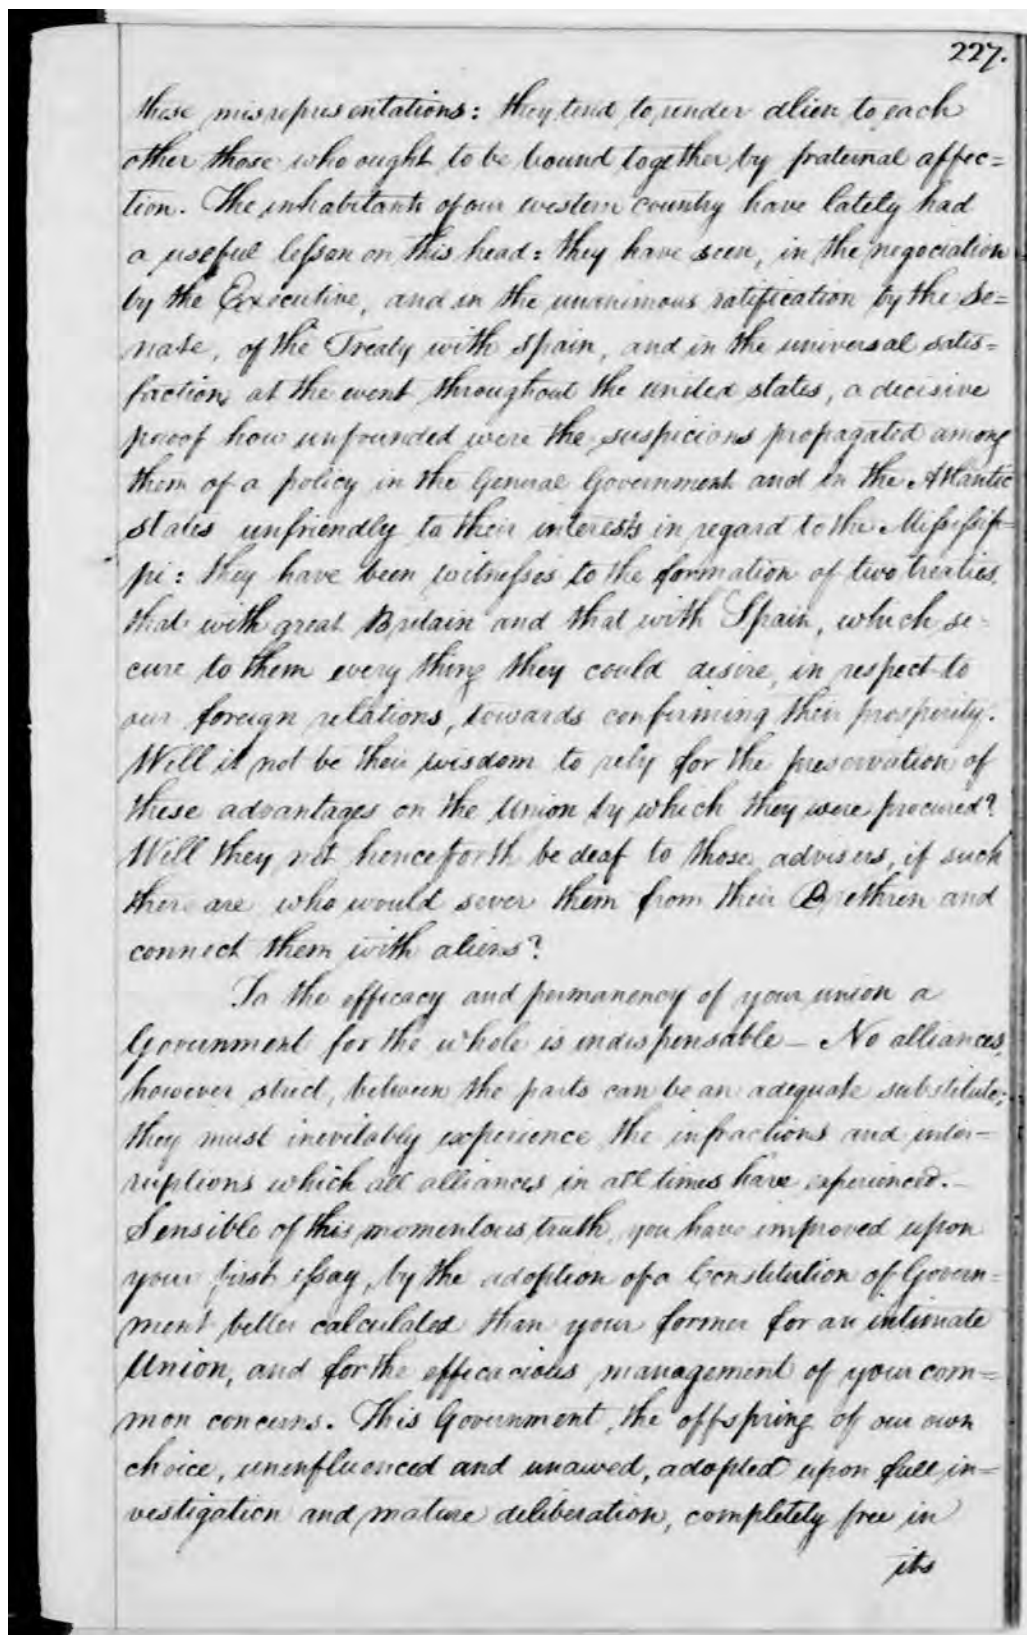 227.
these misrepresentations: they tend to render alien to each
other those who ought to be bound together by fraternal affec=
tion. The inhabitants of our western country have lately had
a useful leſson on this head: they have seen, in the negociation
by the Executive, and in the unanimous ratification by the Se=
nate, of the Treaty with Spain, and in the universal satis=
faction at the event throughout the united states, a decisive
proof how unfounded were the suspicions propagated among
them of a policy in the General Government and in the Atlantic
States unfriendly to their interests in regard to the Miſsiſsip=
pi: they have been witneſses to the formation of two treaties,
that with great Britain and that with Spain, which se=
cure to them every thing they could desire, in respect to
our foreign relations, towards confirming their prosperity.
Will it not be their wisdom to rely for the preservation of
these advantages on the Union by which they were procured?
Will they not henceforth be deaf to those advisers, if such
there are who would sever them from their Brethren and
connect them with aliens?
To the efficacy and permanency of your union a
Government for the whole is indispensable — No alliances,
however strict, between the parts can be an adequate substitute;
they must inevitably experience the infractions and inter=
ruptions which all alliances in all times have experienced. —
Sensible of this momentous truth, you have improved upon
your first eſsay, by the adoption of a Constitution of Govern=
ment better calculated than your former for an intimate
Union, and for the efficacious management of your com=
mon concerns. This Government, the offspring of our own
choice, uninfluenced and unawed, adopted upon full in=
vestigation and mature deliberation, completely free in
its